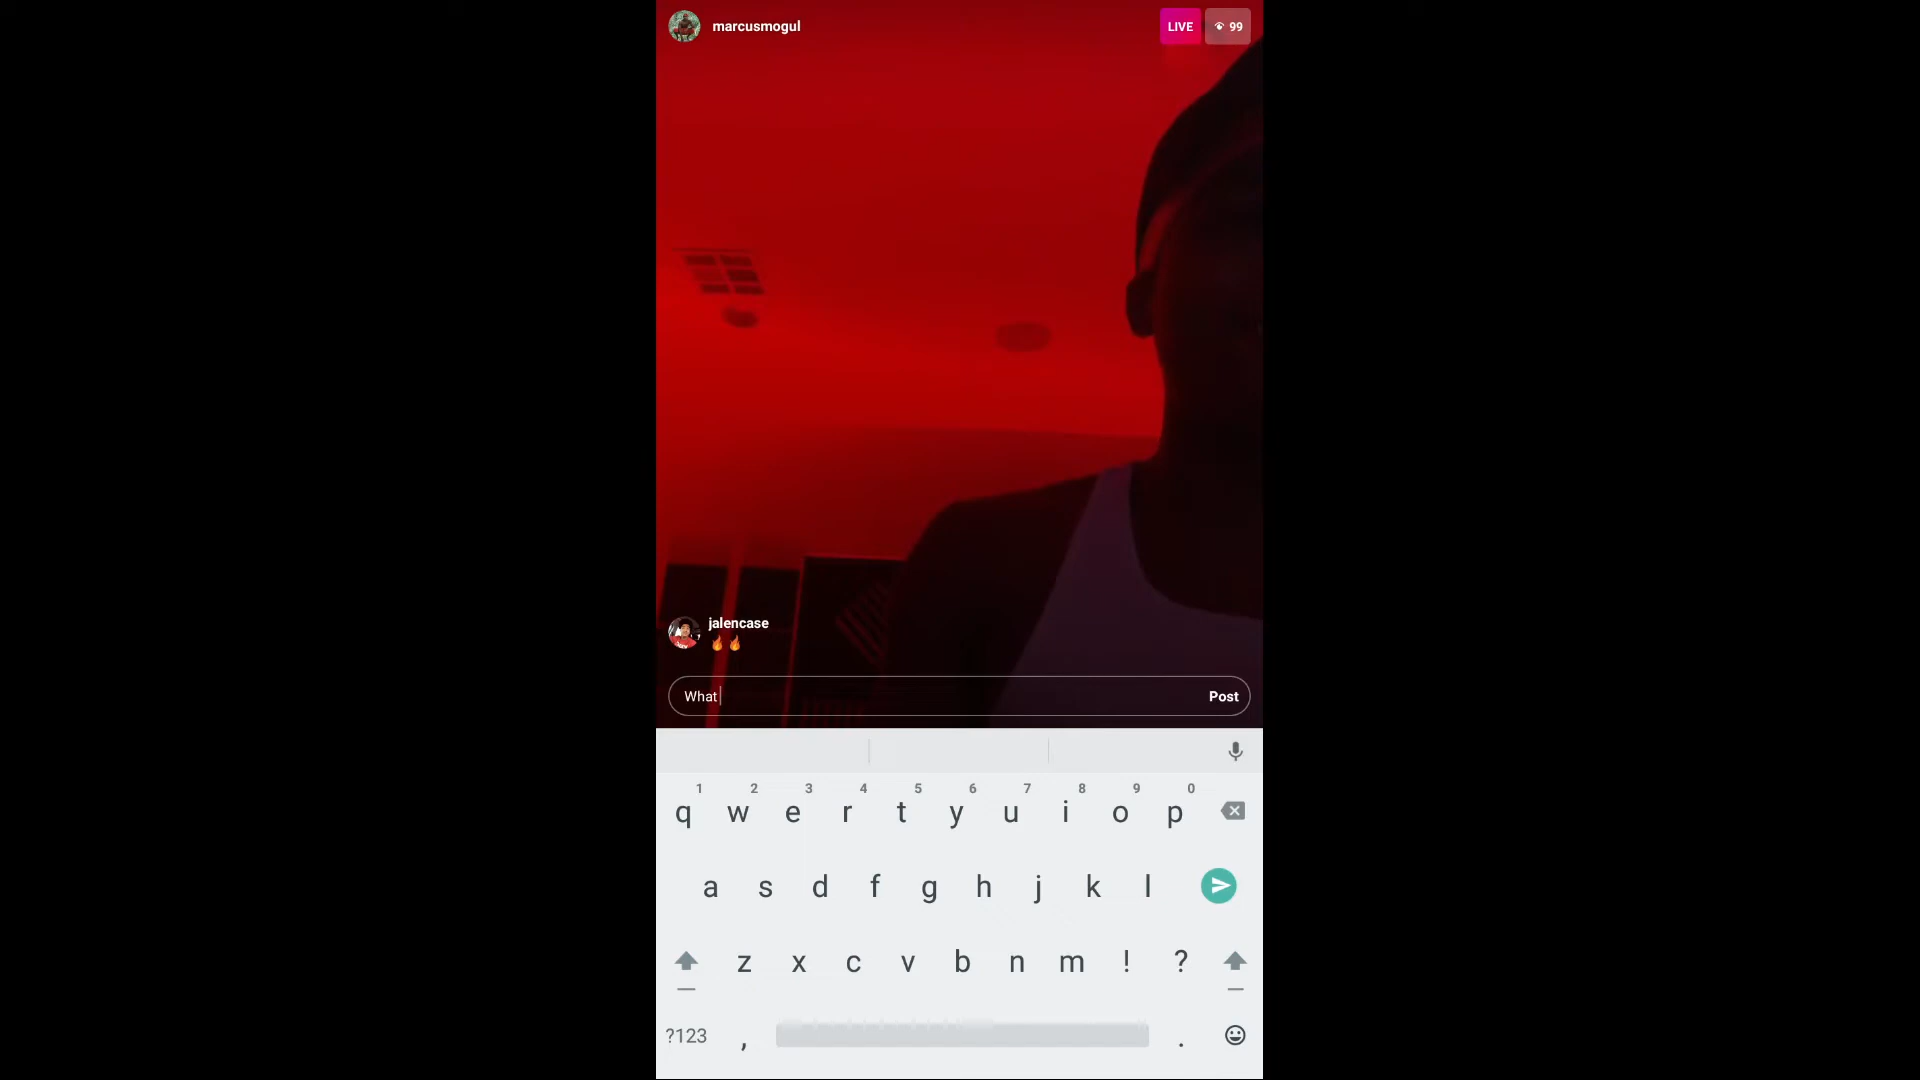 marcusmogul
LIVE 99
jalencase
🔥🔥
What
Post
1 2 3 4 5 6 7 8 9 0
q w e r t y u i o p
a s d f g h j k l
z x c v b n m ! ?
?123 , .